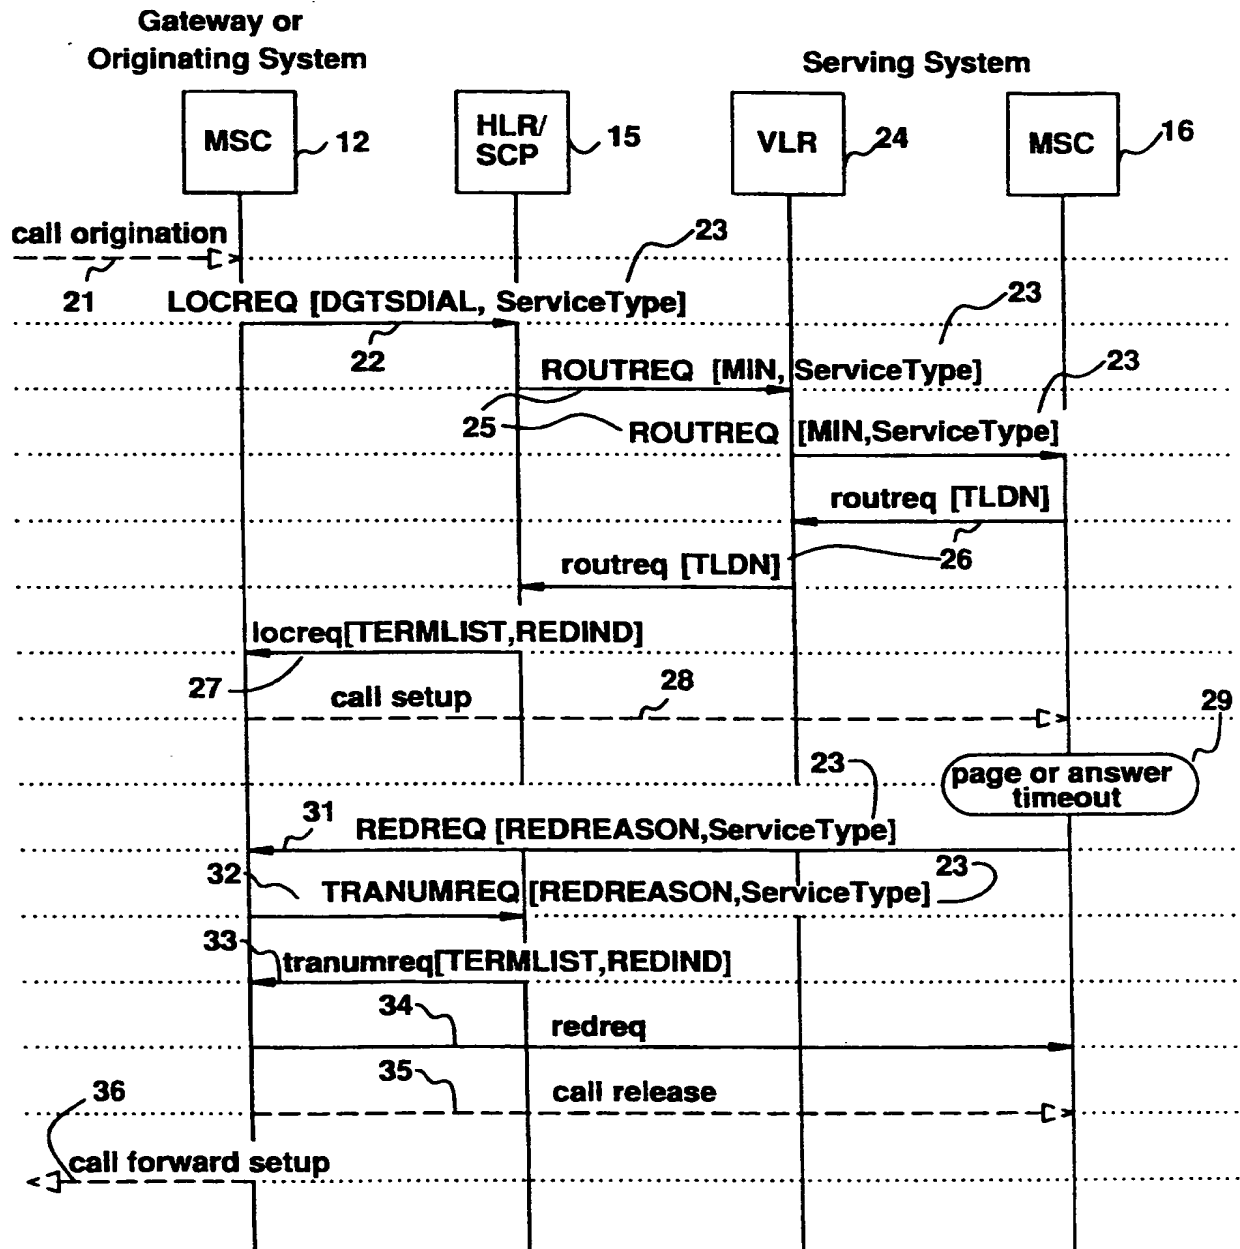 Gateway or
Originating System
Serving System
MSC
12
HLR/
SCP
15
VLR
24
MSC
16
call origination
23
21
LOCREQ [DGTSDIAL, ServiceType]
23
22
ROUTREQ [MIN, ServiceType]
23
25
ROUTREQ [MIN,ServiceType]
routreq [TLDN]
26
routreq [TLDN]
locreq[TERMLIST,REDIND]
27
call setup
28
29
23
page or answer
timeout
31
REDREQ [REDREASON,ServiceType]
32
23
TRANUMREQ [REDREASON,ServiceType]
33
tranumreq[TERMLIST,REDIND]
34
redreq
35
call release
36
call forward setup